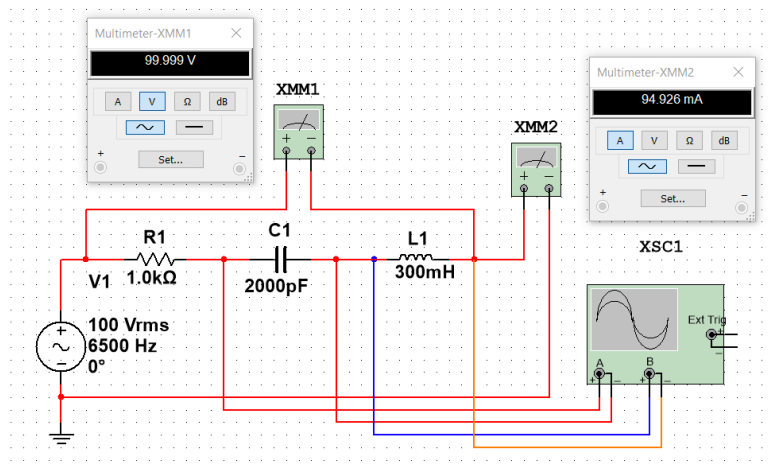 Multimeter-XMM1
99.999 V
A V Ω dB
Set...
+ −
XMM1
+ −
Multimeter-XMM2
94.926 mA
A V Ω dB
Set...
+ −
XMM2
+ −
XSC1
Ext Trig
+
−
A B
+ − + −
R1
1.0kΩ
C1
2000pF
L1
300mH
V1
100 Vrms
6500 Hz
0°
+
−